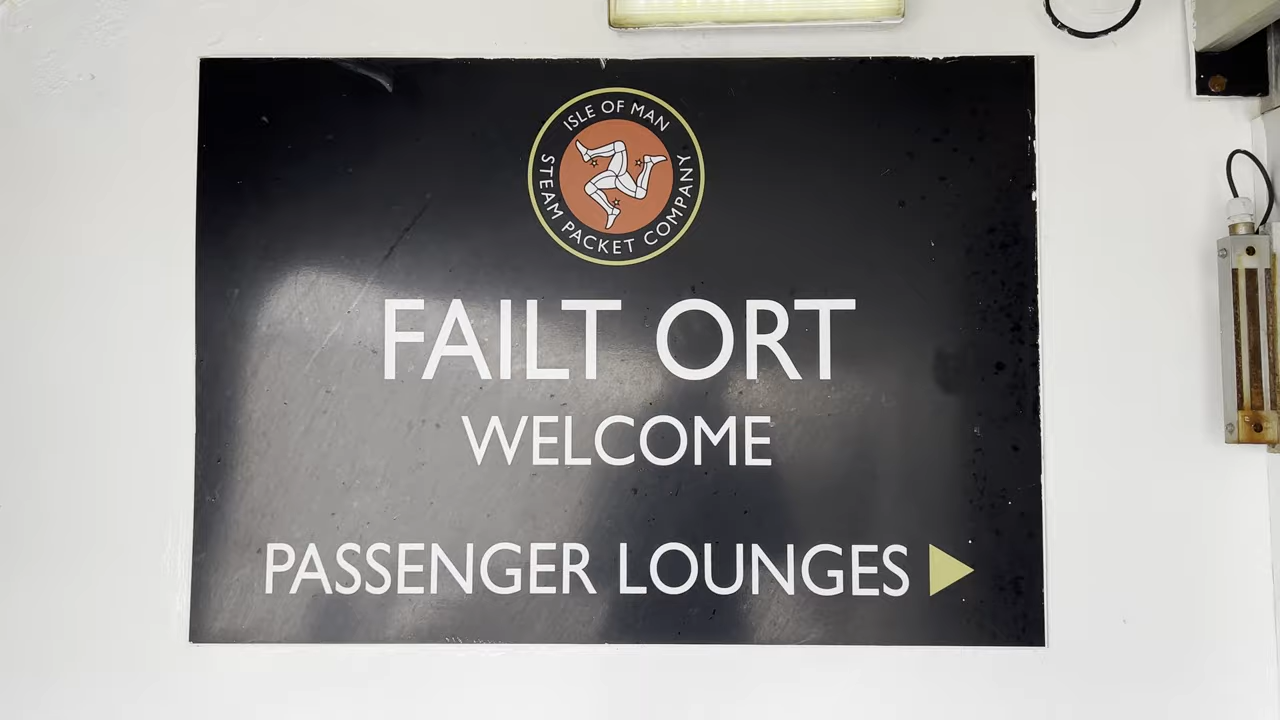 ISLE OF MAN
STEAM PACKET COMPANY
FAILT ORT
WELCOME
PASSENGER LOUNGES